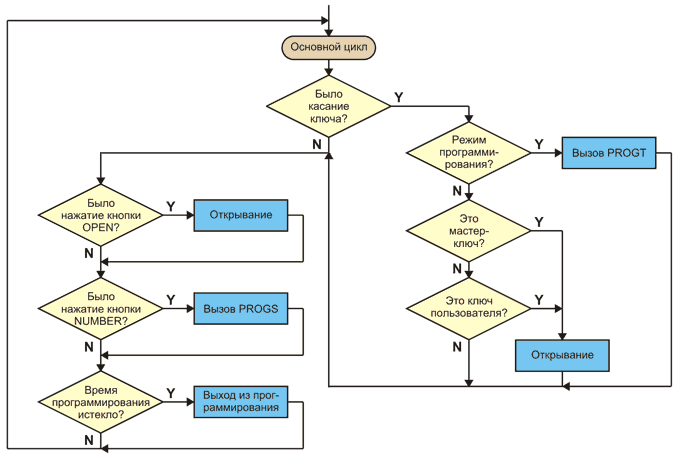 Основной цикл
Было
касание
ключа?
Y
N
Режим
программи-
рования?
Y
Вызов PROGT
N
Это
мастер-
ключ?
Y
N
Это ключ
пользователя?
Y
N
Открывание
Было
нажатие кнопки
OPEN?
Y
Открывание
N
Было
нажатие кнопки
NUMBER?
Y
Вызов PROGS
N
Время
программирования
истекло?
Y
Выход из прог-
раммирования
N